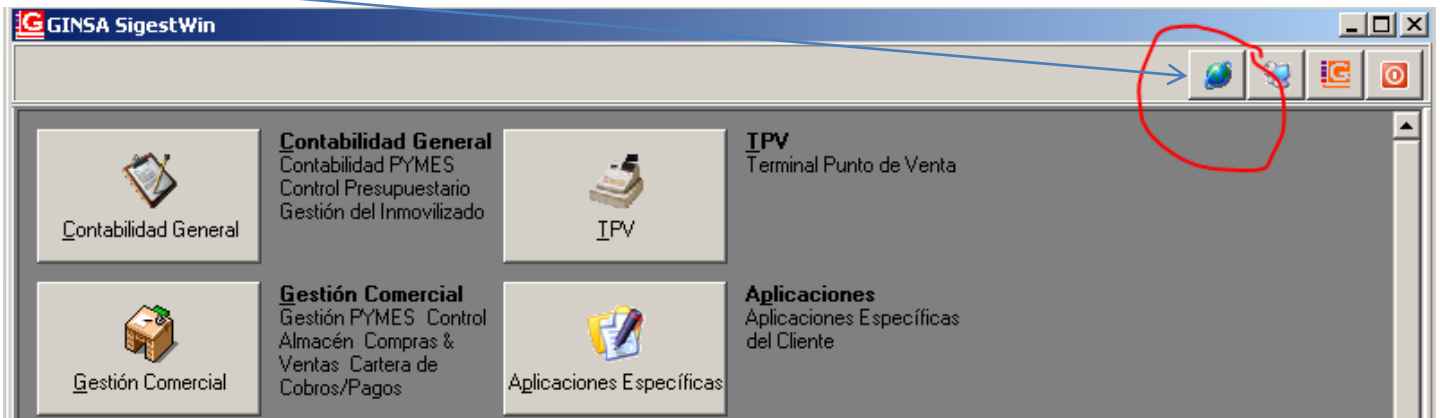 GINSA SigestWin
Contabilidad General
Contabilidad General
Contabilidad PYMES
Control Presupuestario
Gestión del Inmovilizado
TPV
TPV
Terminal Punto de Venta
Gestión Comercial
Gestión Comercial
Gestión PYMES Control
Almacén Compras &
Ventas Cartera de
Cobros/Pagos
Aplicaciones Específicas
Aplicaciones
Aplicaciones Específicas
del Cliente